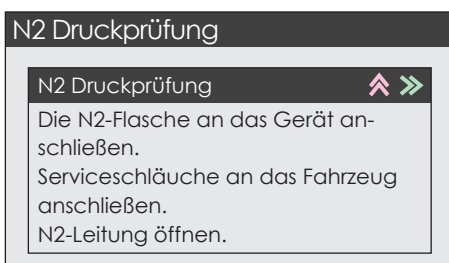 N2 Druckprüfung
N2 Druckprüfung
Die N2-Flasche an das Gerät an-
schließen.
Serviceschläuche an das Fahrzeug
anschließen.
N2-Leitung öffnen.